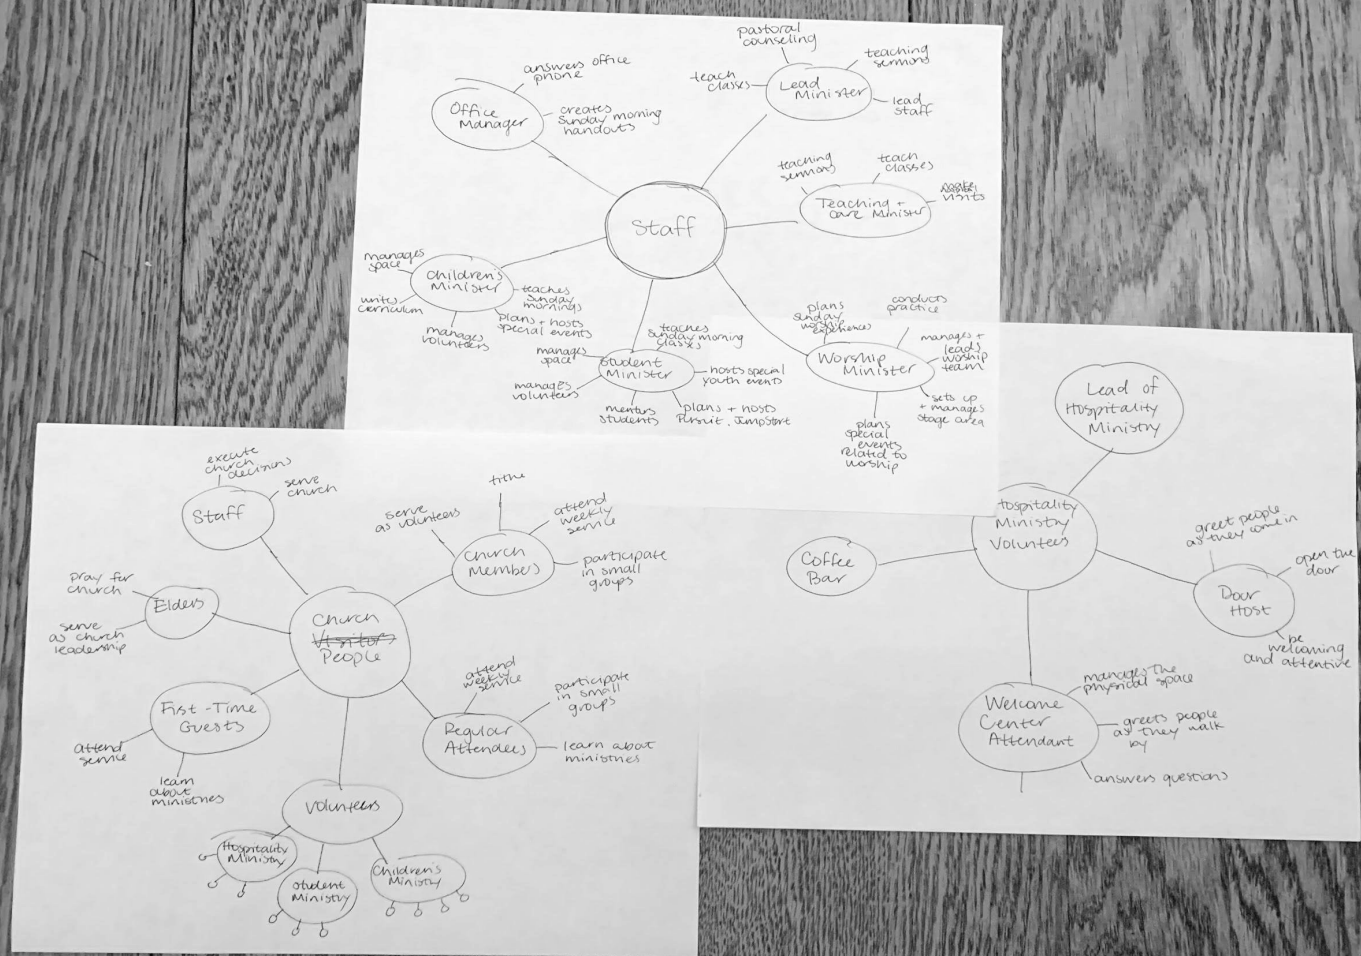 Staff
Office
Manager
answers office
phone
creates
Sunday morning
handouts
Lead
Minister
pastoral
counseling
teach
classes
teaching
sermons
lead
staff
Teaching +
Care Minister
teaching
sermons
teach
classes
visits
Children's
Minister
manages
space
writes
curriculum
manages
volunteers
teaches
Sunday
mornings
plans + hosts
special events
Student
Minister
teaches
Sunday morning
classes
manages
space
manages
volunteers
mentors
students
plans + hosts
Pursuit, Jumpstart
hosts special
youth events
Worship
Minister
plans
Sunday
worship
experiences
conducts
practice
manages +
leads
worship
team
sets up
+ manages
stage area
plans
special
events
related to
worship
Church
Visitors
People
Staff
execute
church
decisions
serve
church
Elders
pray for
church
serve
as church
leadership
First-Time
Guests
attend
service
learn
about
ministries
Church
Members
serve
as volunteers
tithe
attend
weekly
service
participate
in small
groups
Regular
Attendees
attend
weekly
service
participate
in small
groups
learn about
ministries
Volunteers
Hospitality
Ministry
Student
Ministry
Children's
Ministry
Hospitality
Ministry
Volunteers
Lead of
Hospitality
Ministry
Coffee
Bar
Door
Host
greet people
as they come in
open the
door
be
welcoming
and attentive
Welcome
Center
Attendant
manages the
physical space
greets people
as they walk
by
answers questions